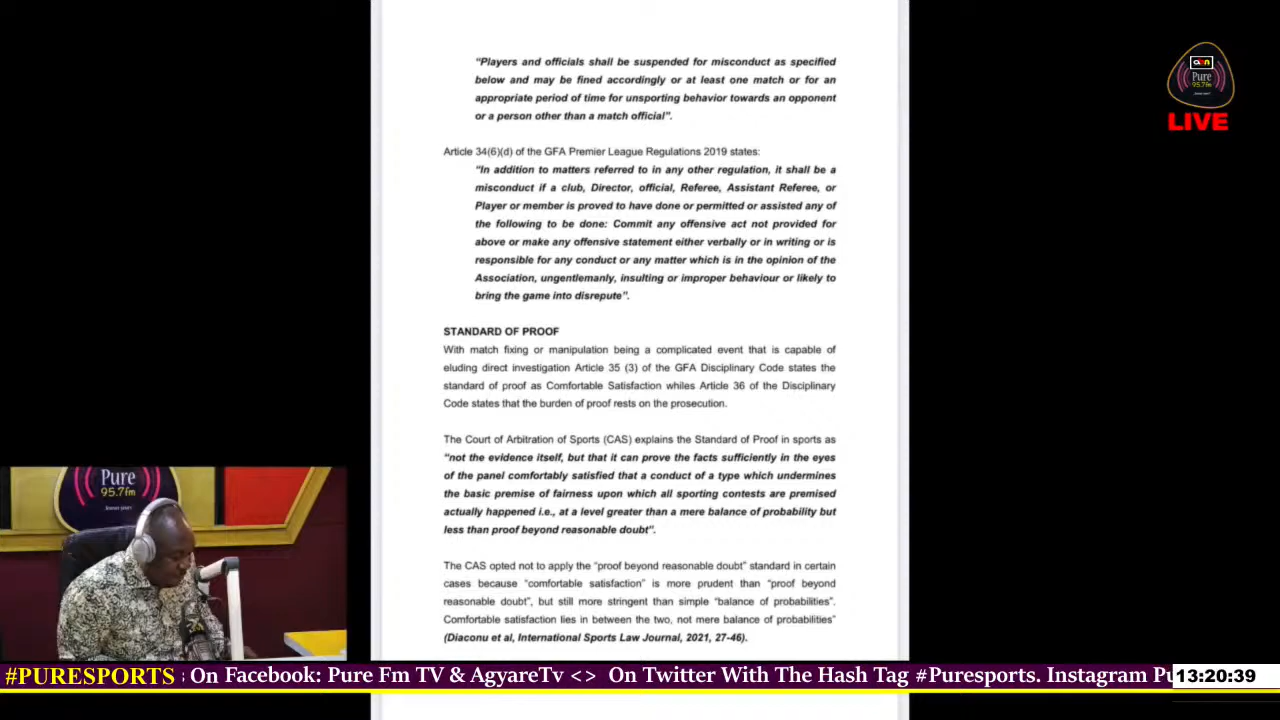 “Players and officials shall be suspended for misconduct as specified
below and may be fined accordingly or at least one match or for an
appropriate period of time for unsporting behavior towards an opponent
or a person other than a match official”.
Article 34(6)(d) of the GFA Premier League Regulations 2019 states:
“In addition to matters referred to in any other regulation, it shall be a
misconduct if a club, Director, official, Referee, Assistant Referee, or
Player or member is proved to have done or permitted or assisted any of
the following to be done: Commit any offensive act not provided for
above or make any offensive statement either verbally or in writing or is
responsible for any conduct or any matter which is in the opinion of the
Association, ungentlemanly, insulting or improper behaviour or likely to
bring the game into disrepute”.
STANDARD OF PROOF
With match fixing or manipulation being a complicated event that is capable of
eluding direct investigation Article 35 (3) of the GFA Disciplinary Code states the
standard of proof as Comfortable Satisfaction whiles Article 36 of the Disciplinary
Code states that the burden of proof rests on the prosecution.
The Court of Arbitration of Sports (CAS) explains the Standard of Proof in sports as
“not the evidence itself, but that it can prove the facts sufficiently in the eyes
of the panel comfortably satisfied that a conduct of a type which undermines
the basic premise of fairness upon which all sporting contests are premised
actually happened i.e., at a level greater than a mere balance of probability but
less than proof beyond reasonable doubt”.
The CAS opted not to apply the “proof beyond reasonable doubt” standard in certain
cases because “comfortable satisfaction” is more prudent than “proof beyond
reasonable doubt”, but still more stringent than simple “balance of probabilities”.
Comfortable satisfaction lies in between the two, not mere balance of probabilities”
(Diaconu et al, International Sports Law Journal, 2021, 27-46).
Pure
95.7fm
LIVE
Pure
95.7fm
#PURESPORTS : On Facebook: Pure Fm TV & AgyareTv <> On Twitter With The Hash Tag #Puresports. Instagram Pu
13:20:39